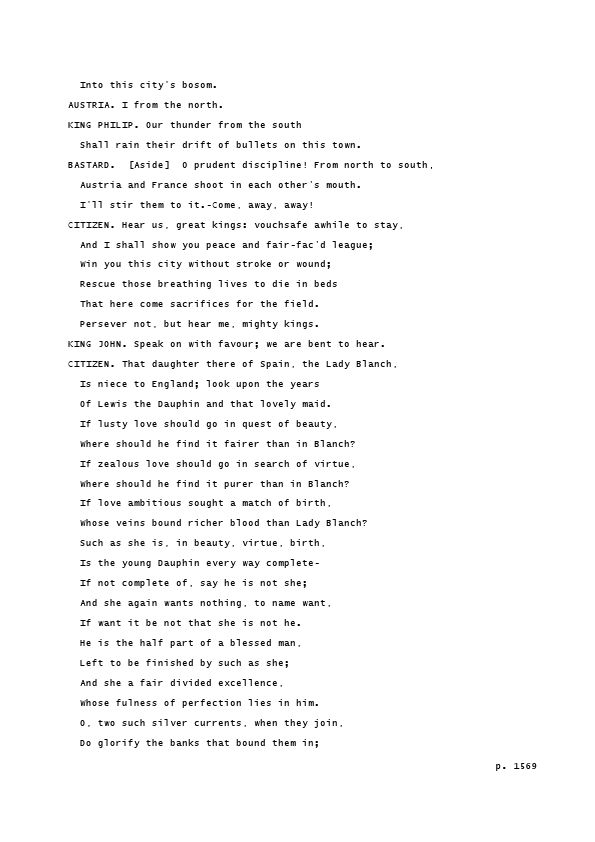 Into this city's bosom.
AUSTRIA. I from the north.
KING PHILIP. Our thunder from the south
Shall rain their drift of bullets on this town.
BASTARD.  [Aside]  O prudent discipline! From north to south,
Austria and France shoot in each other's mouth.
I'll stir them to it.-Come, away, away!
CITIZEN. Hear us, great kings: vouchsafe awhile to stay,
And I shall show you peace and fair-fac'd league;
Win you this city without stroke or wound;
Rescue those breathing lives to die in beds
That here come sacrifices for the field.
Persever not, but hear me, mighty kings.
KING JOHN. Speak on with favour; we are bent to hear.
CITIZEN. That daughter there of Spain, the Lady Blanch,
Is niece to England; look upon the years
Of Lewis the Dauphin and that lovely maid.
If lusty love should go in quest of beauty,
Where should he find it fairer than in Blanch?
If zealous love should go in search of virtue,
Where should he find it purer than in Blanch?
If love ambitious sought a match of birth,
Whose veins bound richer blood than Lady Blanch?
Such as she is, in beauty, virtue, birth,
Is the young Dauphin every way complete-
If not complete of, say he is not she;
And she again wants nothing, to name want,
If want it be not that she is not he.
He is the half part of a blessed man,
Left to be finished by such as she;
And she a fair divided excellence,
Whose fulness of perfection lies in him.
O, two such silver currents, when they join,
Do glorify the banks that bound them in;
p. 1569